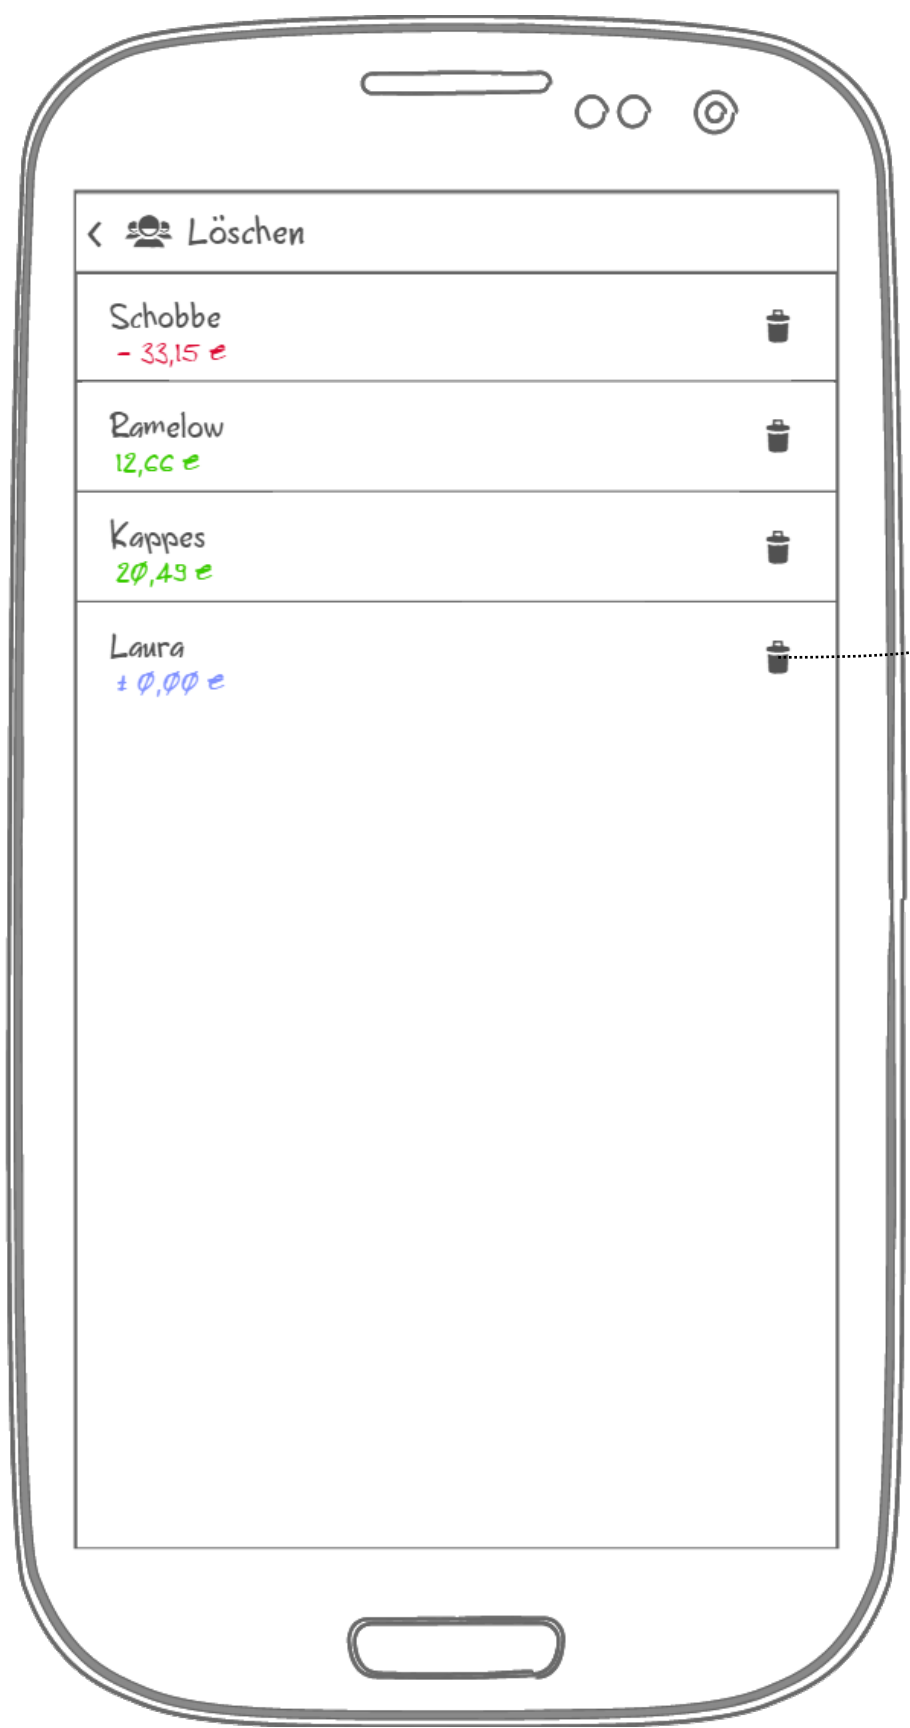 Löschen
Schobbe
- 33,15 €
Ramelow
12,66 €
Kappes
20,49 €
Laura
± 0,00 €